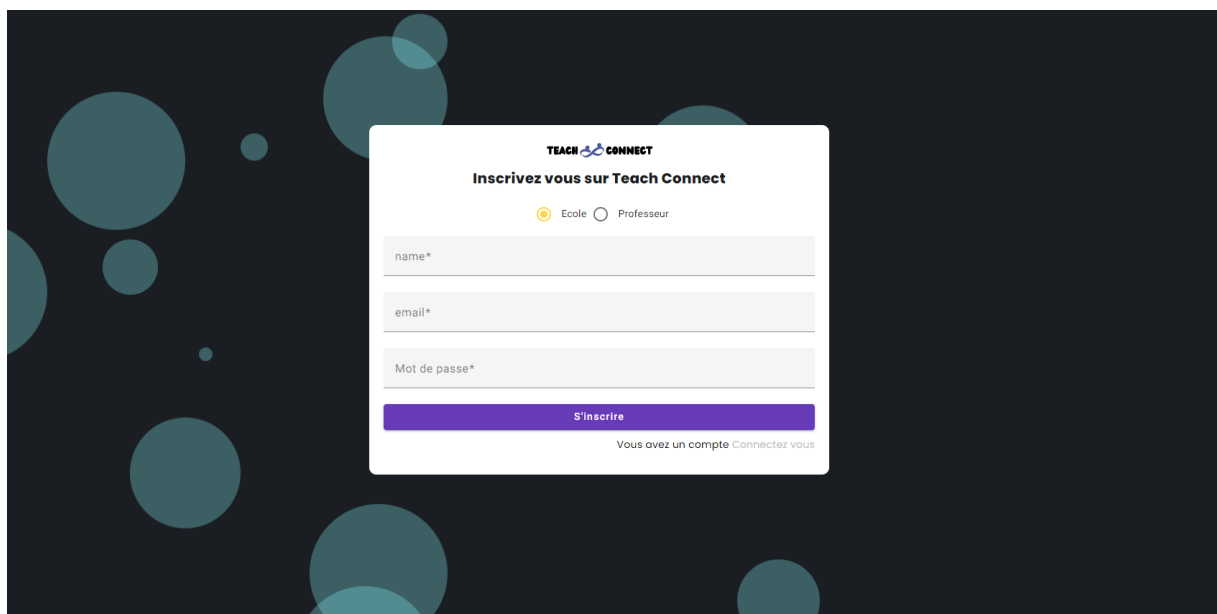 TEACH CONNECT
Inscrivez vous sur Teach Connect
Ecole Professeur
name*
email*
Mot de passe*
S'inscrire
Vous avez un compte Connectez vous